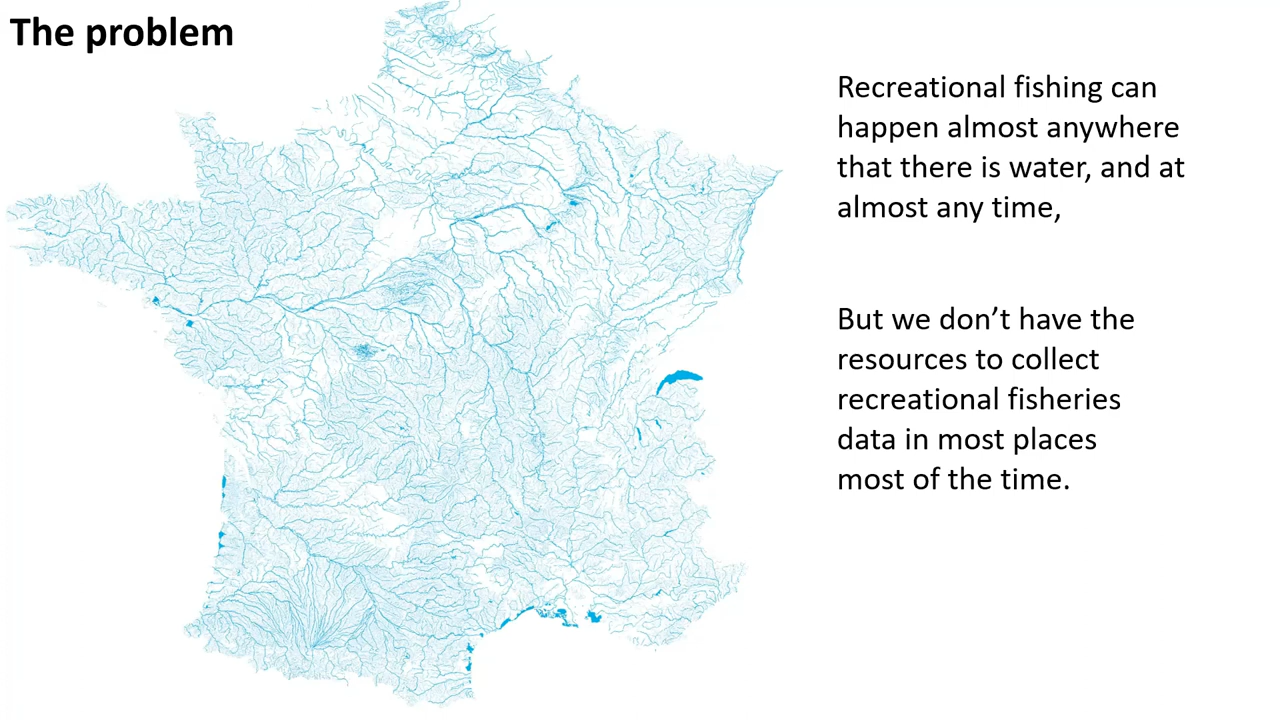 The problem
Recreational fishing can
happen almost anywhere
that there is water, and at
almost any time,
But we don’t have the
resources to collect
recreational fisheries
data in most places
most of the time.